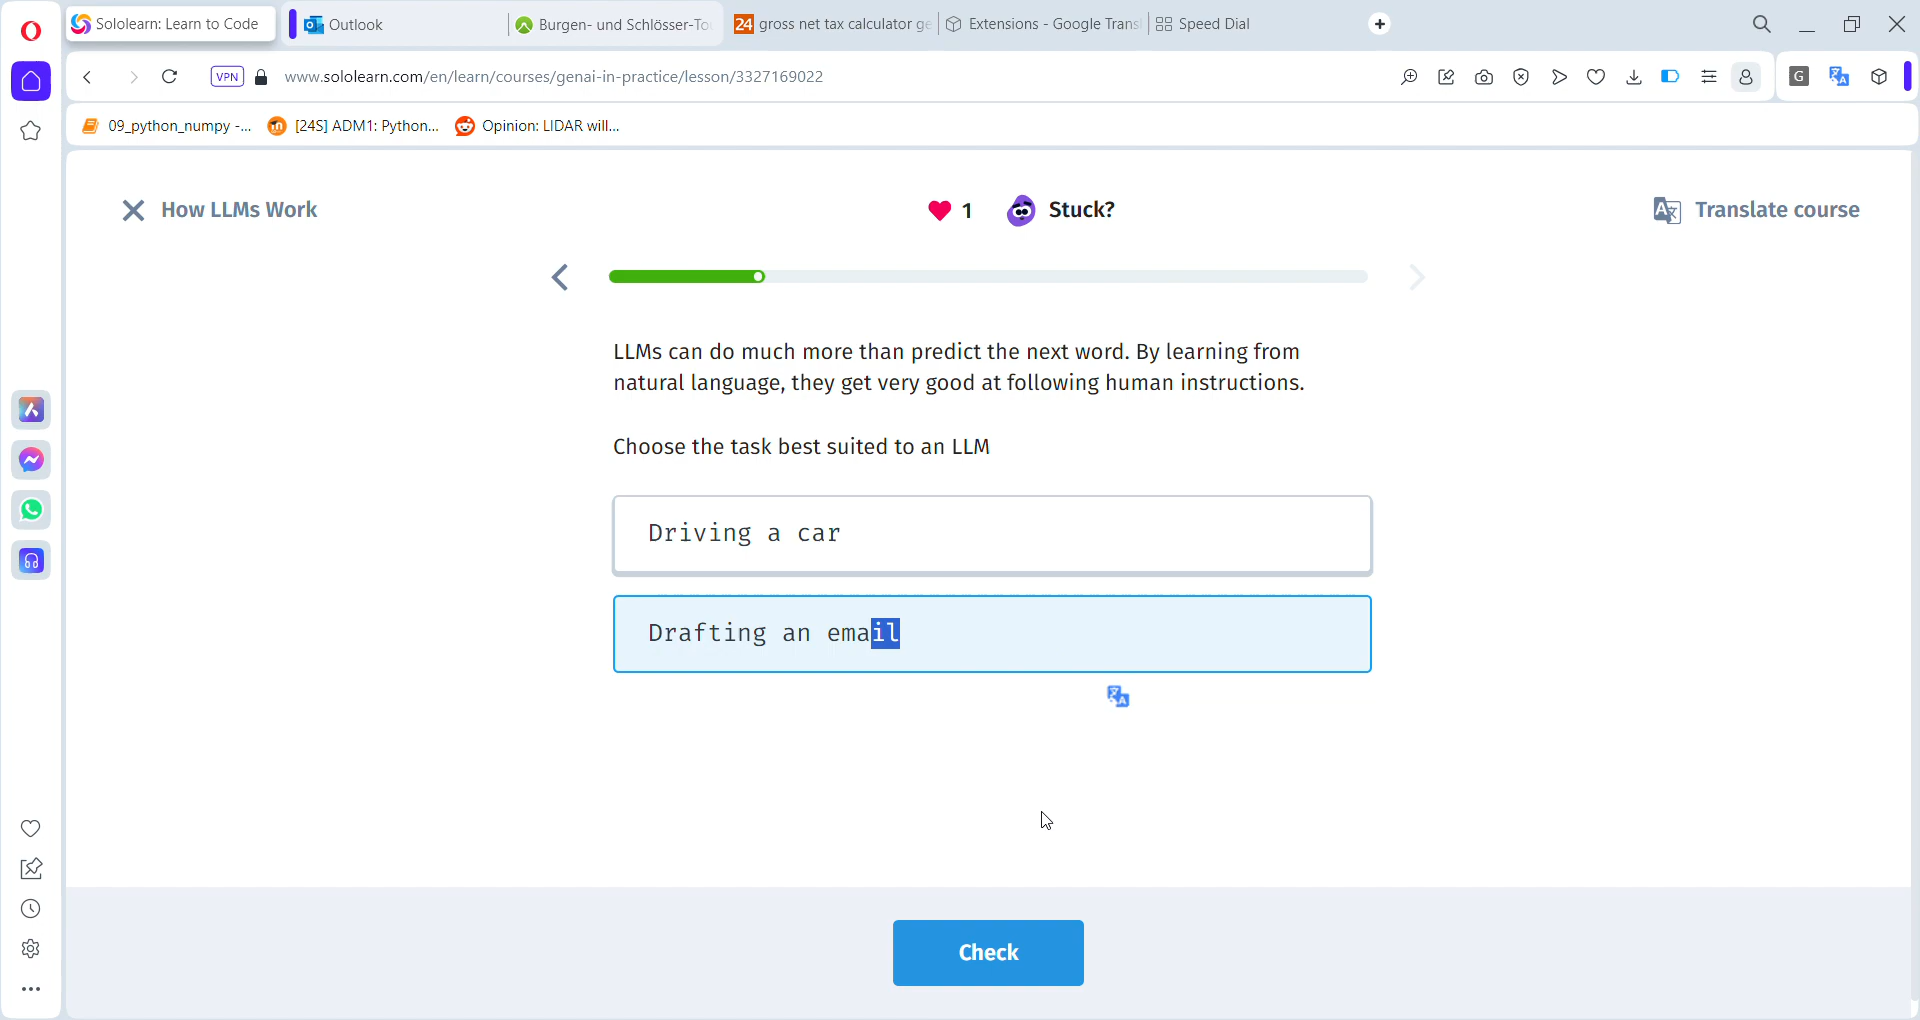 Sololearn: Learn to Code
Outlook
Burgen- und Schlösser-To
24 gross net tax calculator ge
Extensions - Google Trans
Speed Dial
VPN
www.sololearn.com/en/learn/courses/genai-in-practice/lesson/3327169022
G
09_python_numpy -...
[24S] ADM1: Python...
Opinion: LIDAR will...
How LLMs Work
1
Stuck?
Translate course
LLMs can do much more than predict the next word. By learning from
natural language, they get very good at following human instructions.
Choose the task best suited to an LLM
Driving a car
Drafting an email
Check